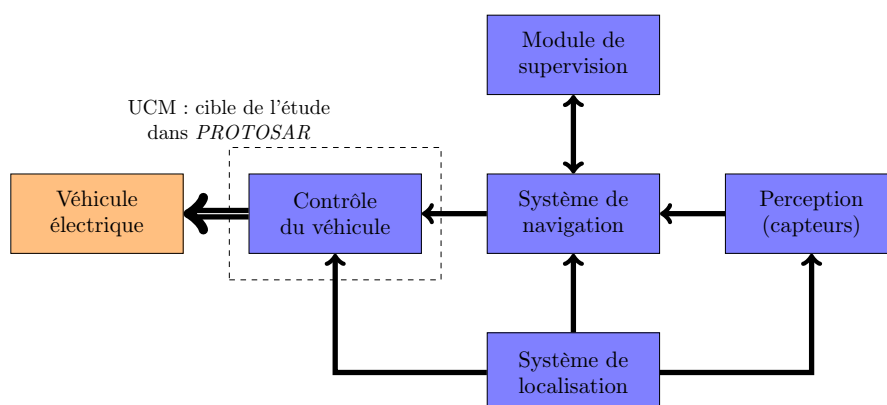 Module de
supervision
UCM : cible de l'étude
dans PROTOSAR
Véhicule
électrique
Contrôle
du véhicule
Système de
navigation
Perception
(capteurs)
Système de
localisation